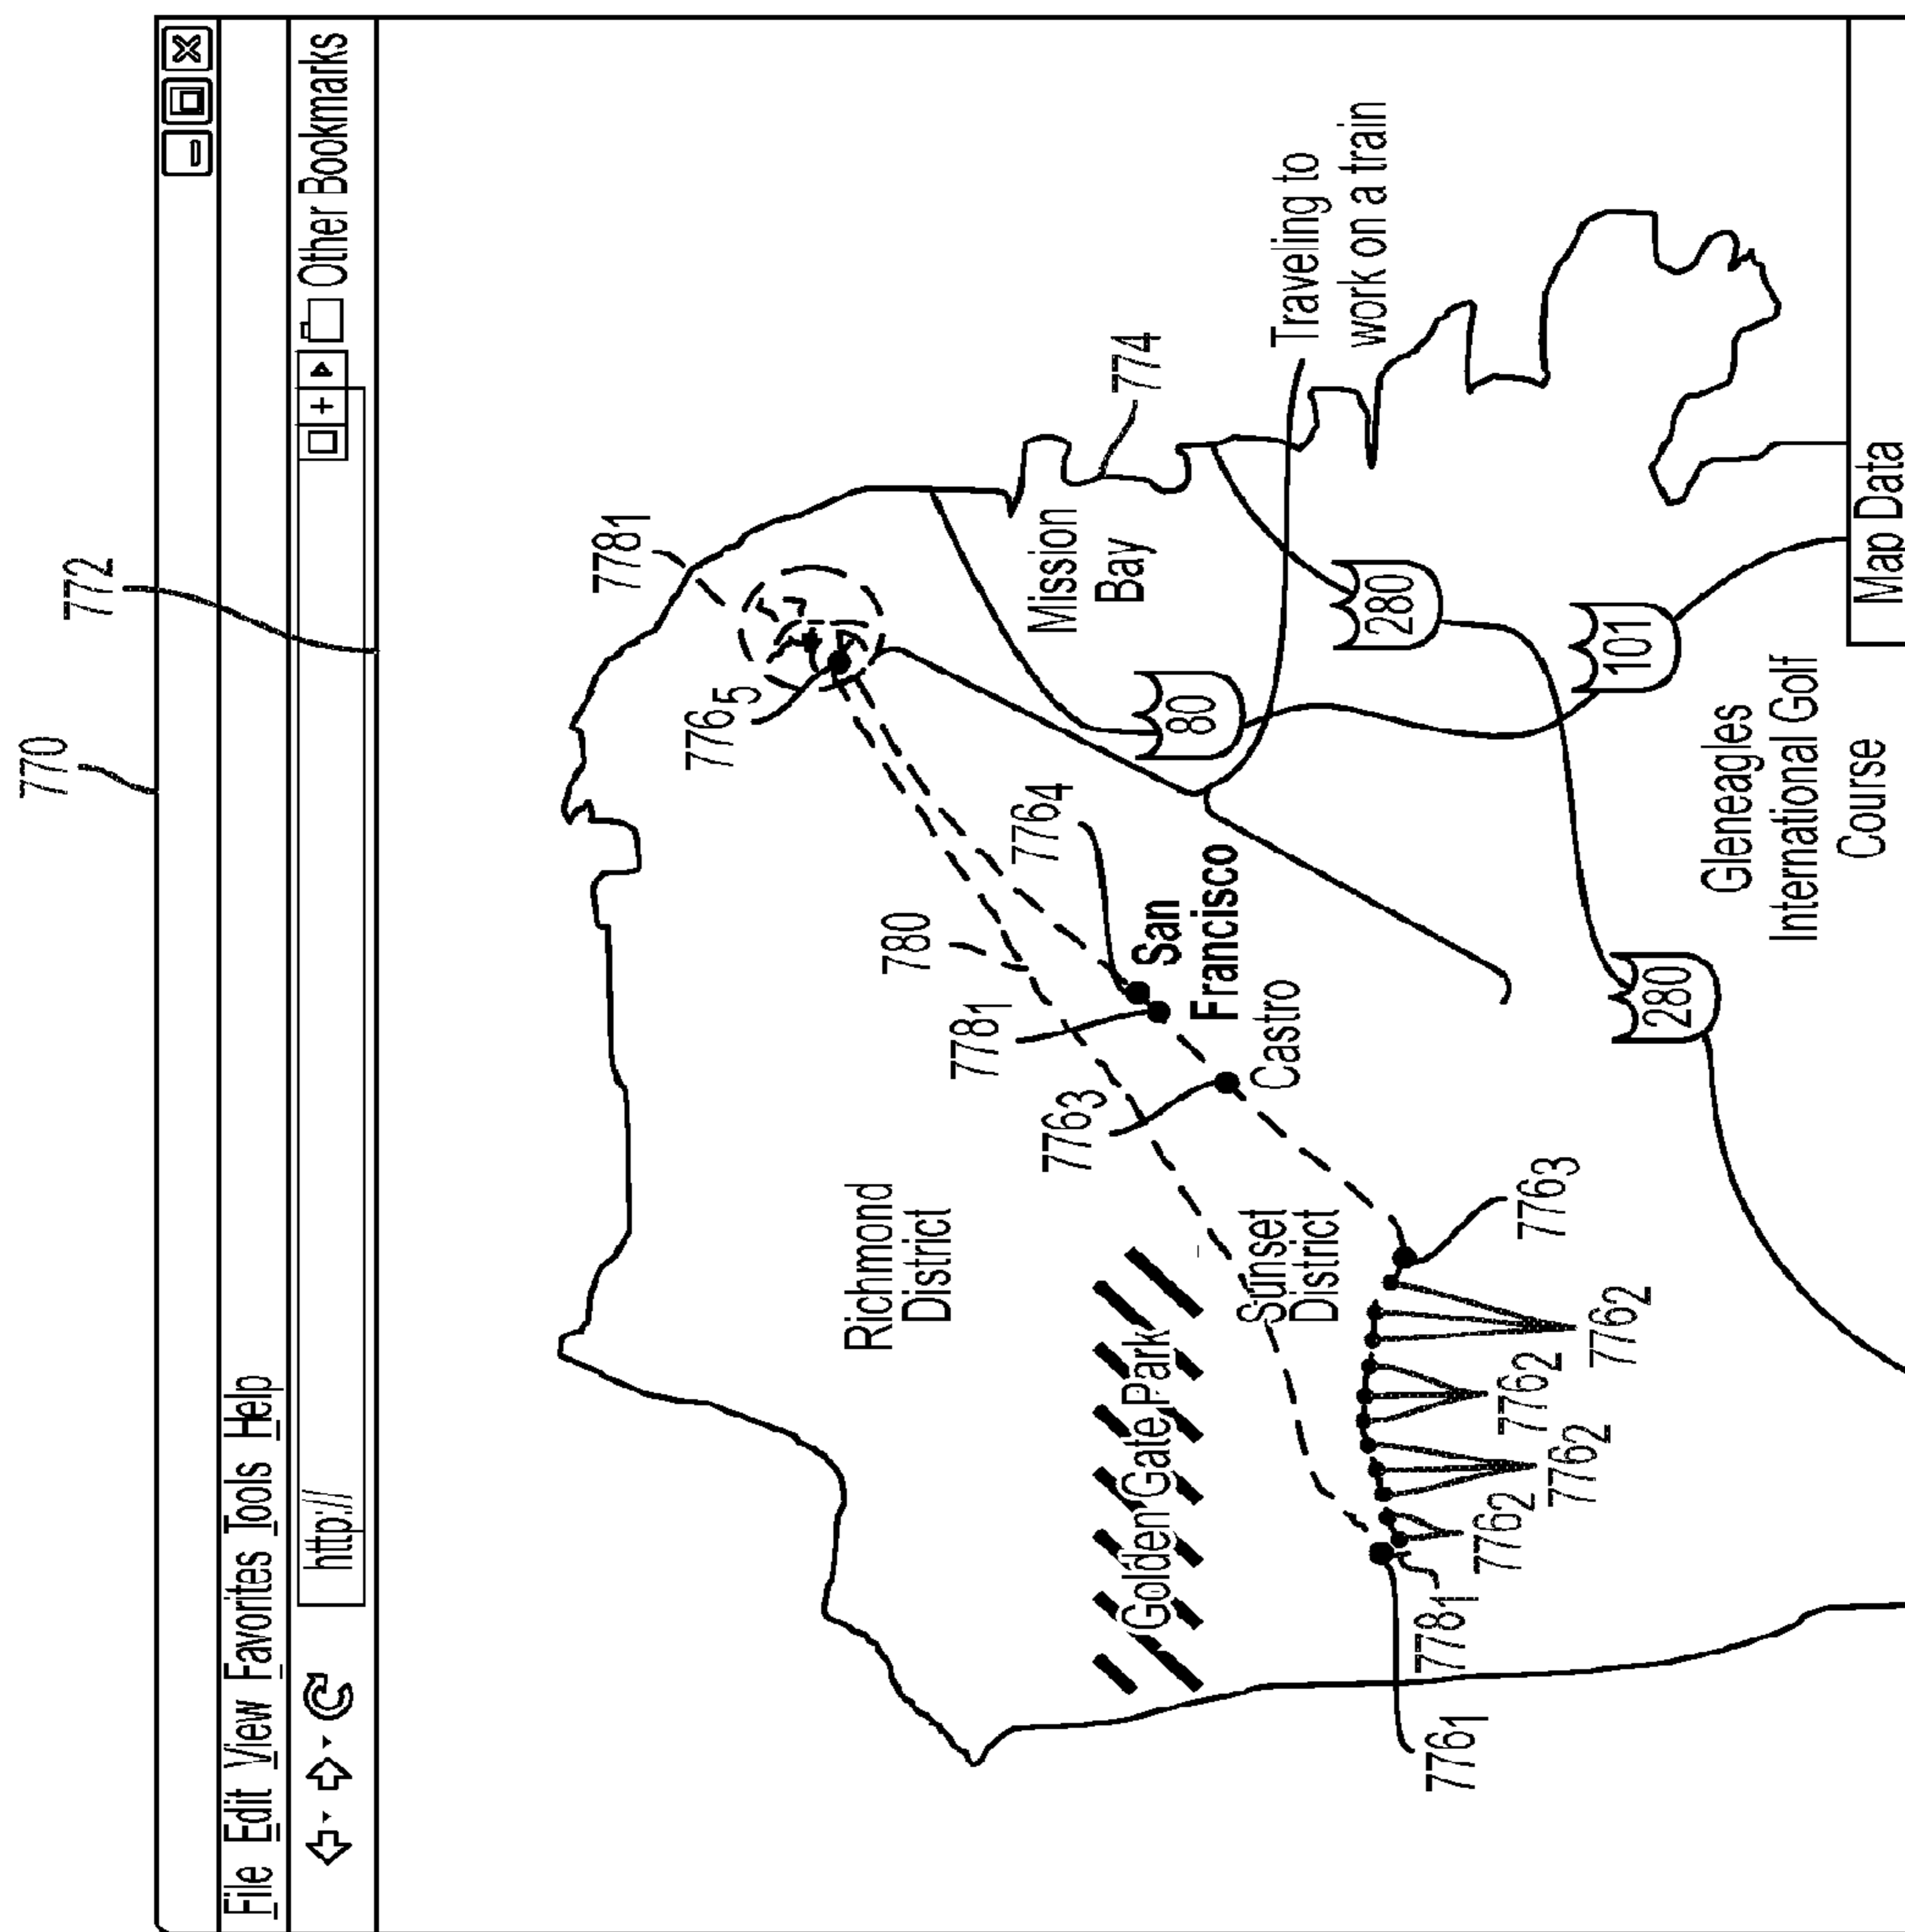 770
772
File Edit View Favorites Tools Help
http://
Other Bookmarks
778₁
776₅
Richmond
District
780
778₁
776₄
776₃
774
Mission
Bay
San
Francisco
Castro
80
Golden Gate Park
Sunset
District
Traveling to
work on a train
280
776₁
778₁
776₂
776₂
776₂
776₂
776₃
101
280
Gleneagles
International Golf
Course
Map Data